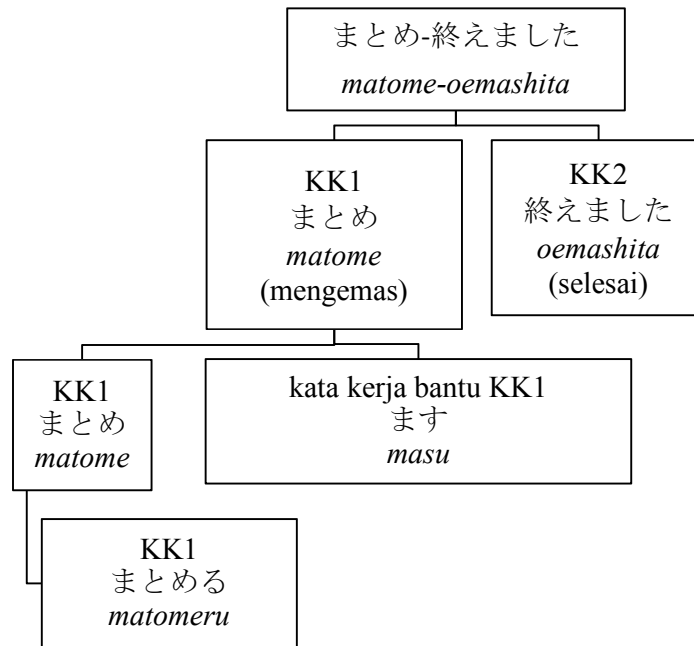 まとめ-終えました
matome-oemashita
KK1
まとめ
matome
(mengemas)
KK2
終えました
oemashita
(selesai)
KK1
まとめ
matome
kata kerja bantu KK1
ます
masu
KK1
まとめる
matomeru